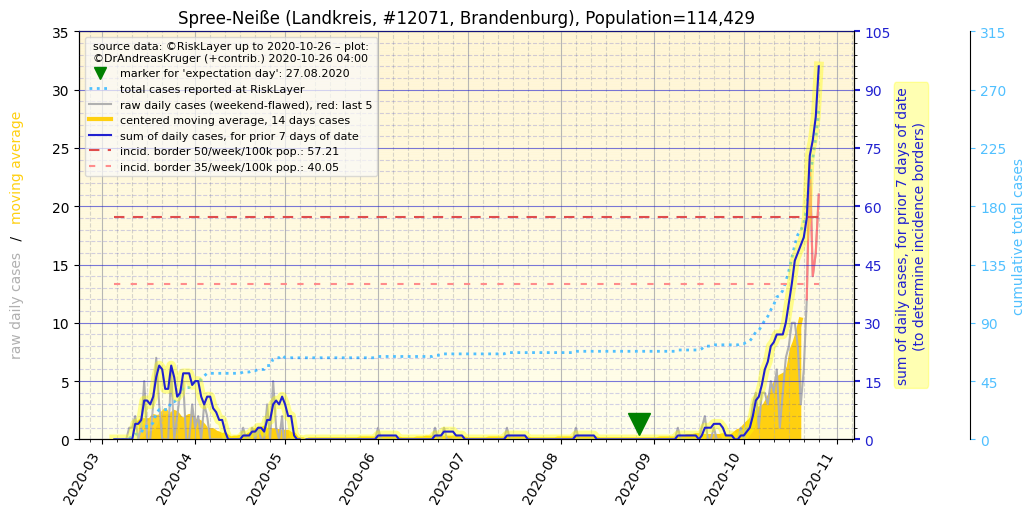 Spree-Neiße (Landkreis, #12071, Brandenburg), Population=114,429
source data: ©RiskLayer up to 2020-10-26 – plot:
©DrAndreasKruger (+contrib.) 2020-10-26 04:00
marker for 'expectation day': 27.08.2020
total cases reported at RiskLayer
raw daily cases (weekend-flawed), red: last 5
centered moving average, 14 days cases
sum of daily cases, for prior 7 days of date
incid. border 50/week/100k pop.: 57.21
incid. border 35/week/100k pop.: 40.05
raw daily cases / moving average
35
30
25
20
15
10
5
0
2020-03
2020-04
2020-05
2020-06
2020-07
2020-08
2020-09
2020-10
2020-11
105
90
75
60
45
30
15
0
sum of daily cases, for prior 7 days of date
(to determine incidence borders)
315
270
225
180
135
90
45
0
cumulative total cases